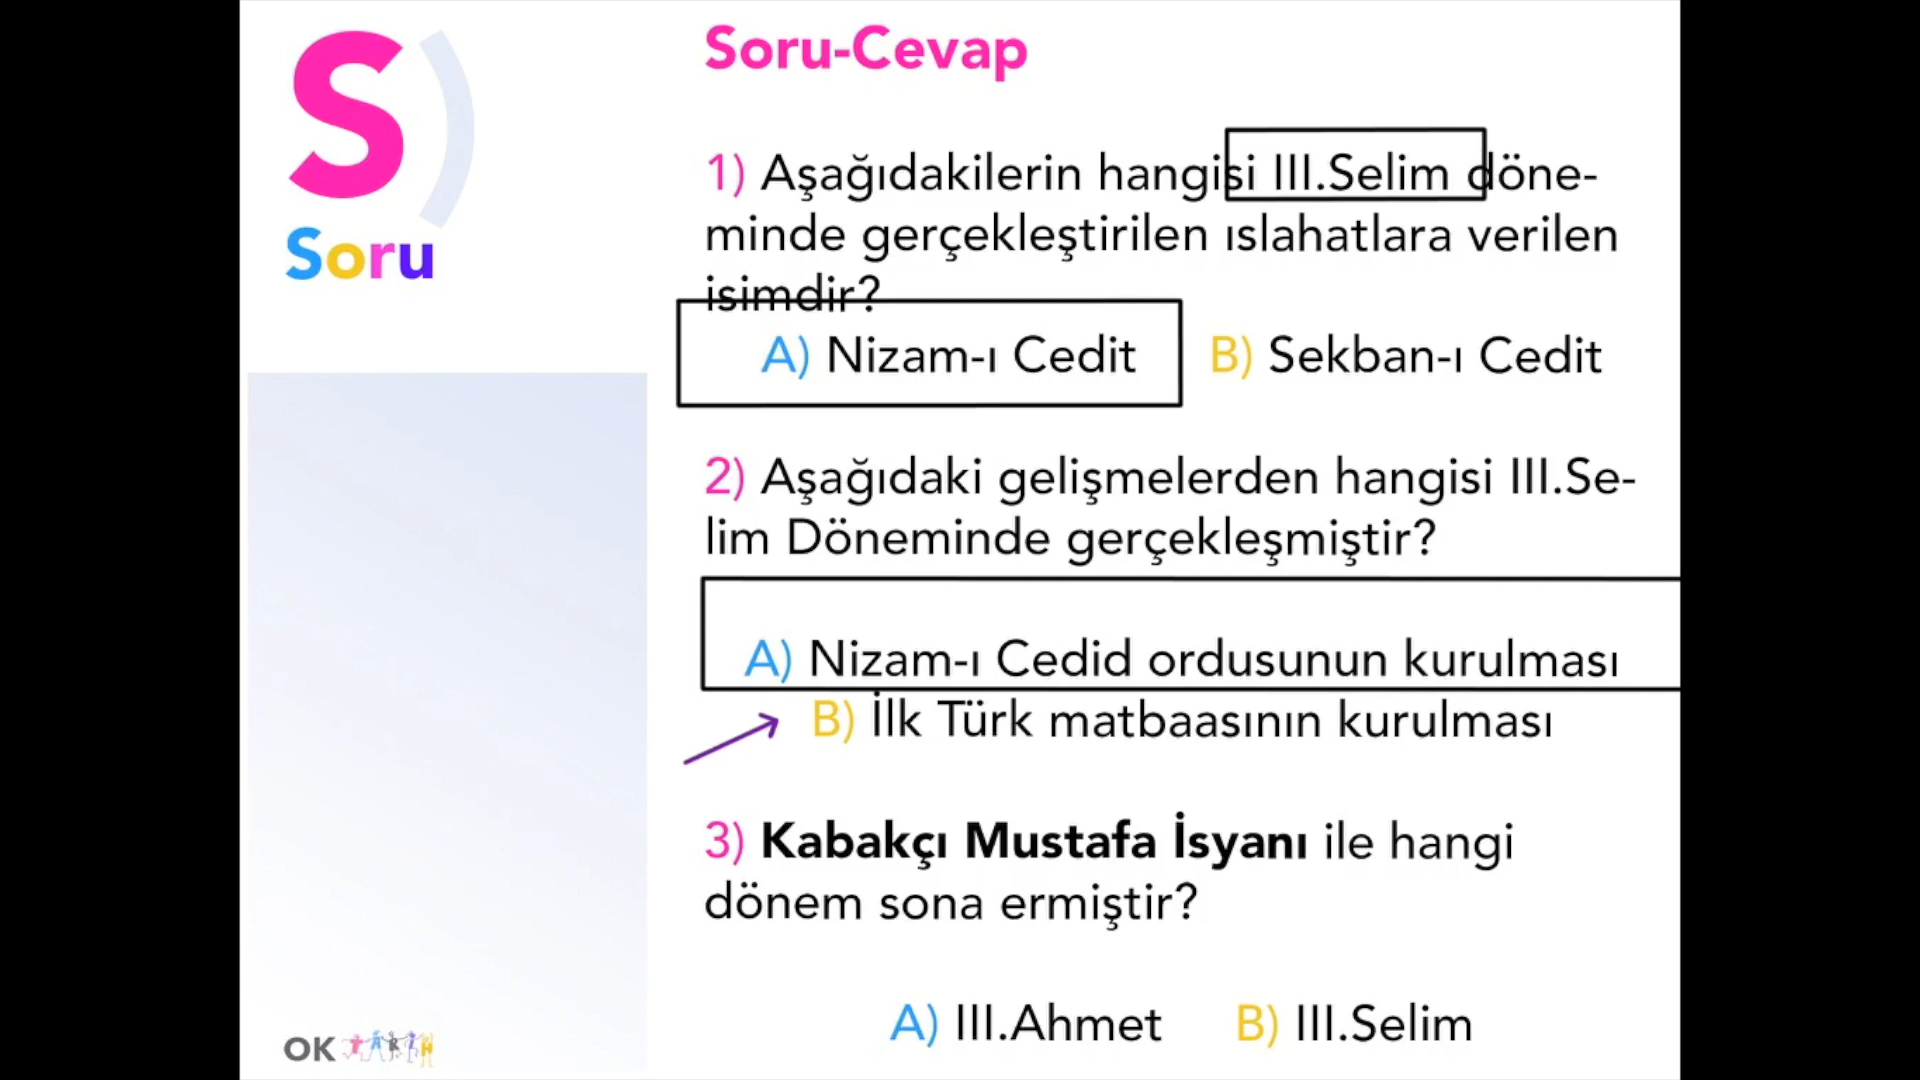 S)
Soru
Soru-Cevap
1) Aşağıdakilerin hangisi III.Selim döne-
minde gerçekleştirilen ıslahatlara verilen
isimdir?
A) Nizam-ı Cedit B) Sekban-ı Cedit
2) Aşağıdaki gelişmelerden hangisi III.Se-
lim Döneminde gerçekleşmiştir?
A) Nizam-ı Cedid ordusunun kurulması
B) İlk Türk matbaasının kurulması
3) Kabakçı Mustafa İsyanı ile hangi
dönem sona ermiştir?
A) III.Ahmet B) III.Selim
OK TARİH